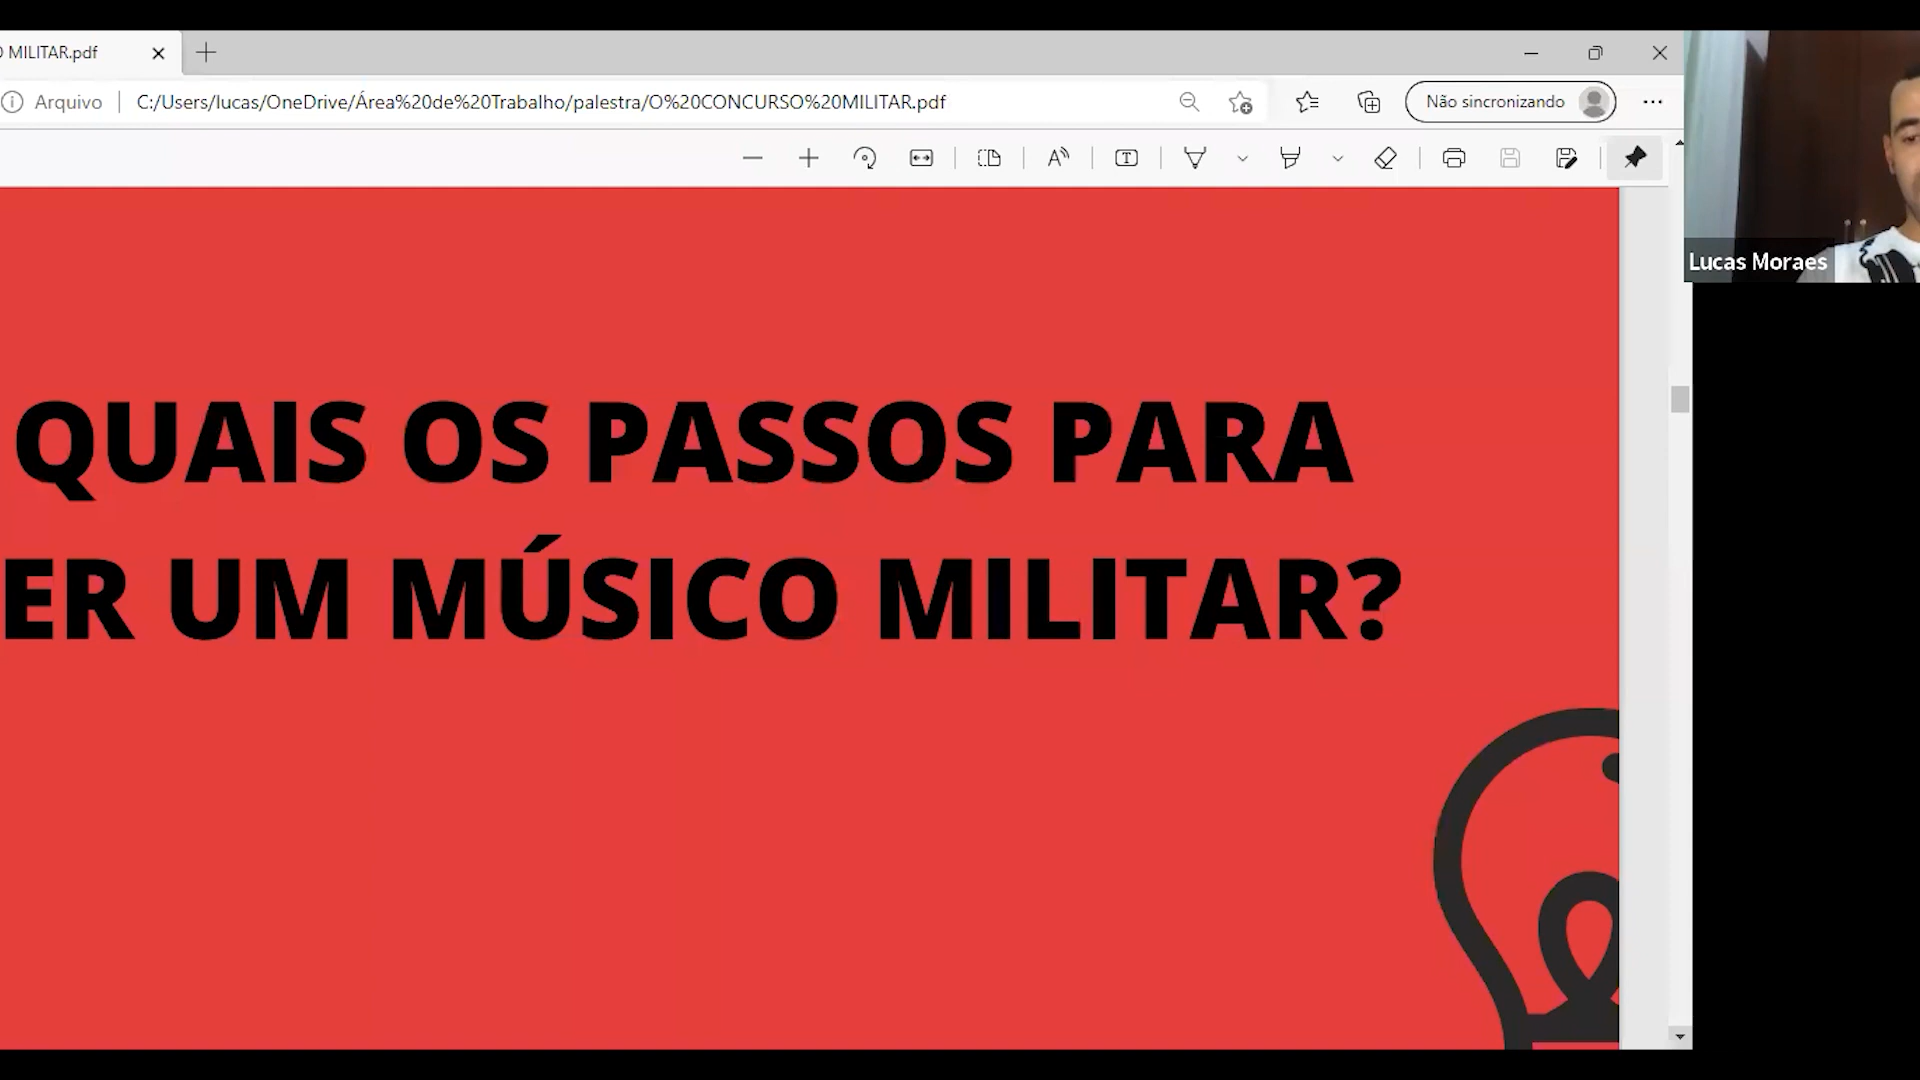 O MILITAR.pdf
Arquivo
C:/Users/lucas/OneDrive/Área%20de%20Trabalho/palestra/O%20CONCURSO%20MILITAR.pdf
Não sincronizando
QUAIS OS PASSOS PARA
ER UM MÚSICO MILITAR?
Lucas Moraes